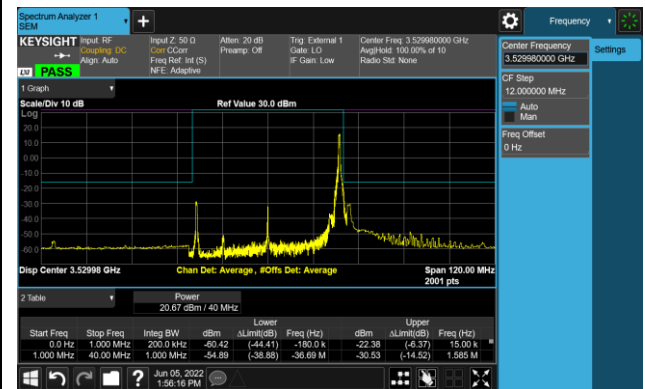 Spectrum Analyzer 1
SEM
Frequency
KEYSIGHT
Input: RF
Coupling: DC
Align: Auto
Input Z: 50 Ω
Corr CCorr
Freq Ref: Int (S)
NFE: Adaptive
Atten: 20 dB
Preamp: Off
Trig: External 1
Gate: LO
IF Gain: Low
Center Freq: 3.529980000 GHz
Avg|Hold: 100.00% of 10
Radio Std: None
LXI PASS
Center Frequency
3.529980000 GHz
Settings
CF Step
12.000000 MHz
Auto
Man
Freq Offset
0 Hz
1 Graph
Scale/Div 10 dB
Ref Value 30.0 dBm
Log
20.0
10.0
0.00
-10.0
-20.0
-30.0
-40.0
-50.0
-60.0
Disp Center 3.52998 GHz
Chan Det: Average, #Offs Det: Average
Span 120.00 MHz
2001 pts
2 Table
Power
20.67 dBm / 40 MHz
Lower Upper
Start Freq Stop Freq Integ BW dBm ΔLimit(dB) Freq (Hz) dBm ΔLimit(dB) Freq (Hz)
0.0 Hz 1.000 MHz 200.0 kHz -60.42 (-44.41) -180.0 k -22.38 (-6.37) 15.00 k
1.000 MHz 40.00 MHz 1.000 MHz -54.89 (-38.88) -36.69 M -30.53 (-14.52) 1.585 M
Jun 05, 2022
1:56:16 PM